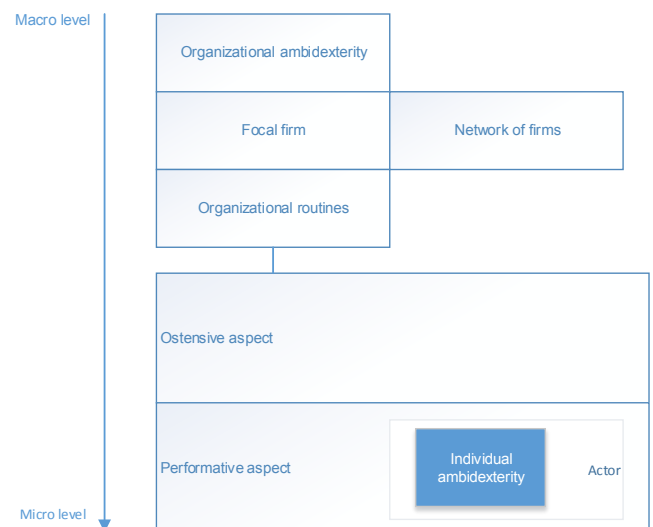 Macro level
Organizational ambidexterity
Focal firm
Network of firms
Organizational routines
Ostensive aspect
Performative aspect
Individual
ambidexterity
Actor
Micro level